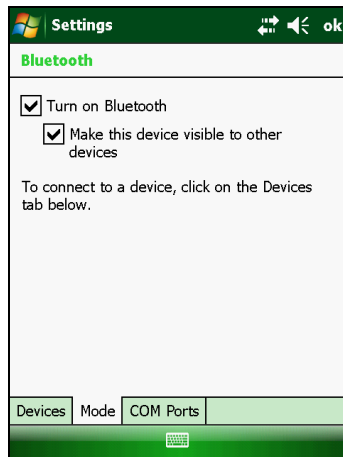 Settings
ok
Bluetooth
Turn on Bluetooth
Make this device visible to other
devices
To connect to a device, click on the Devices
tab below.
Devices
Mode
COM Ports